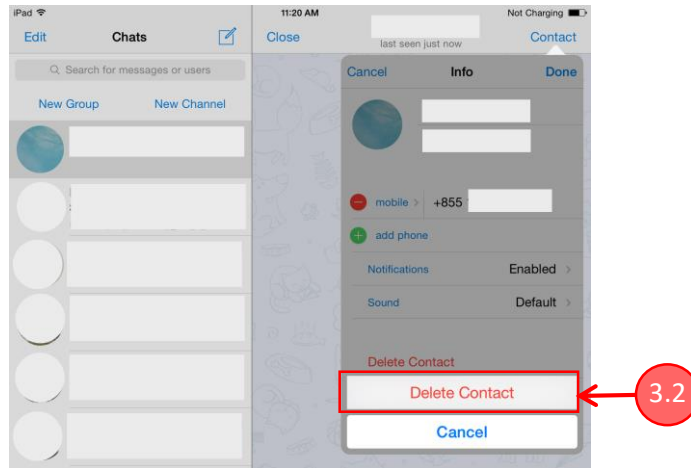 iPad 11:20 AM Not Charging
Edit Chats Close last seen just now Contact
Search for messages or users
New Group New Channel
Cancel Info Done
mobile > +855
add phone
Notifications Enabled >
Sound Default >
Delete Contact
Delete Contact 3.2
Cancel